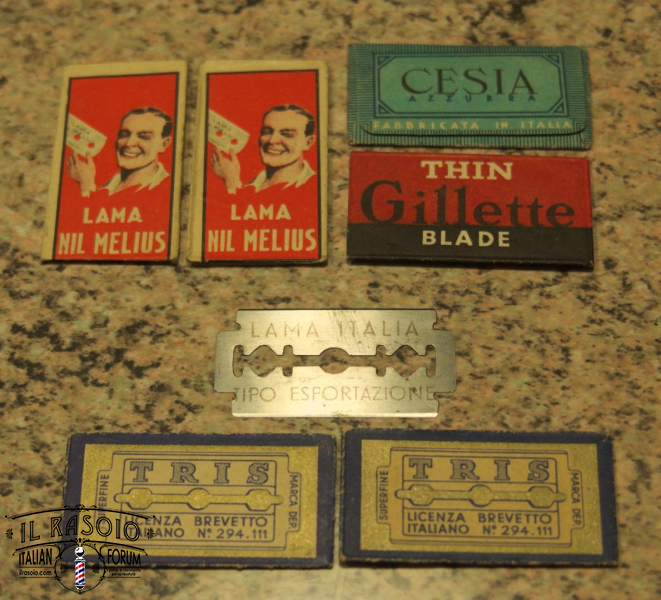 LAMA
NIL MELIUS
LAMA
NIL MELIUS
CESIA
AZZURRA
FABBRICATA IN ITALIA
THIN
Gillette
BLADE
LAMA ITALIA
TIPO ESPORTAZIONE
TRIS
SUPERFINE
MARCA DEP.
LICENZA BREVETTO
ITALIANO Nº 294.111
TRIS
SUPERFINE
MARCA DEP.
LICENZA BREVETTO
ITALIANO Nº 294.111
IL RASOIO
ITALIAN FORUM
ilrasoio.com